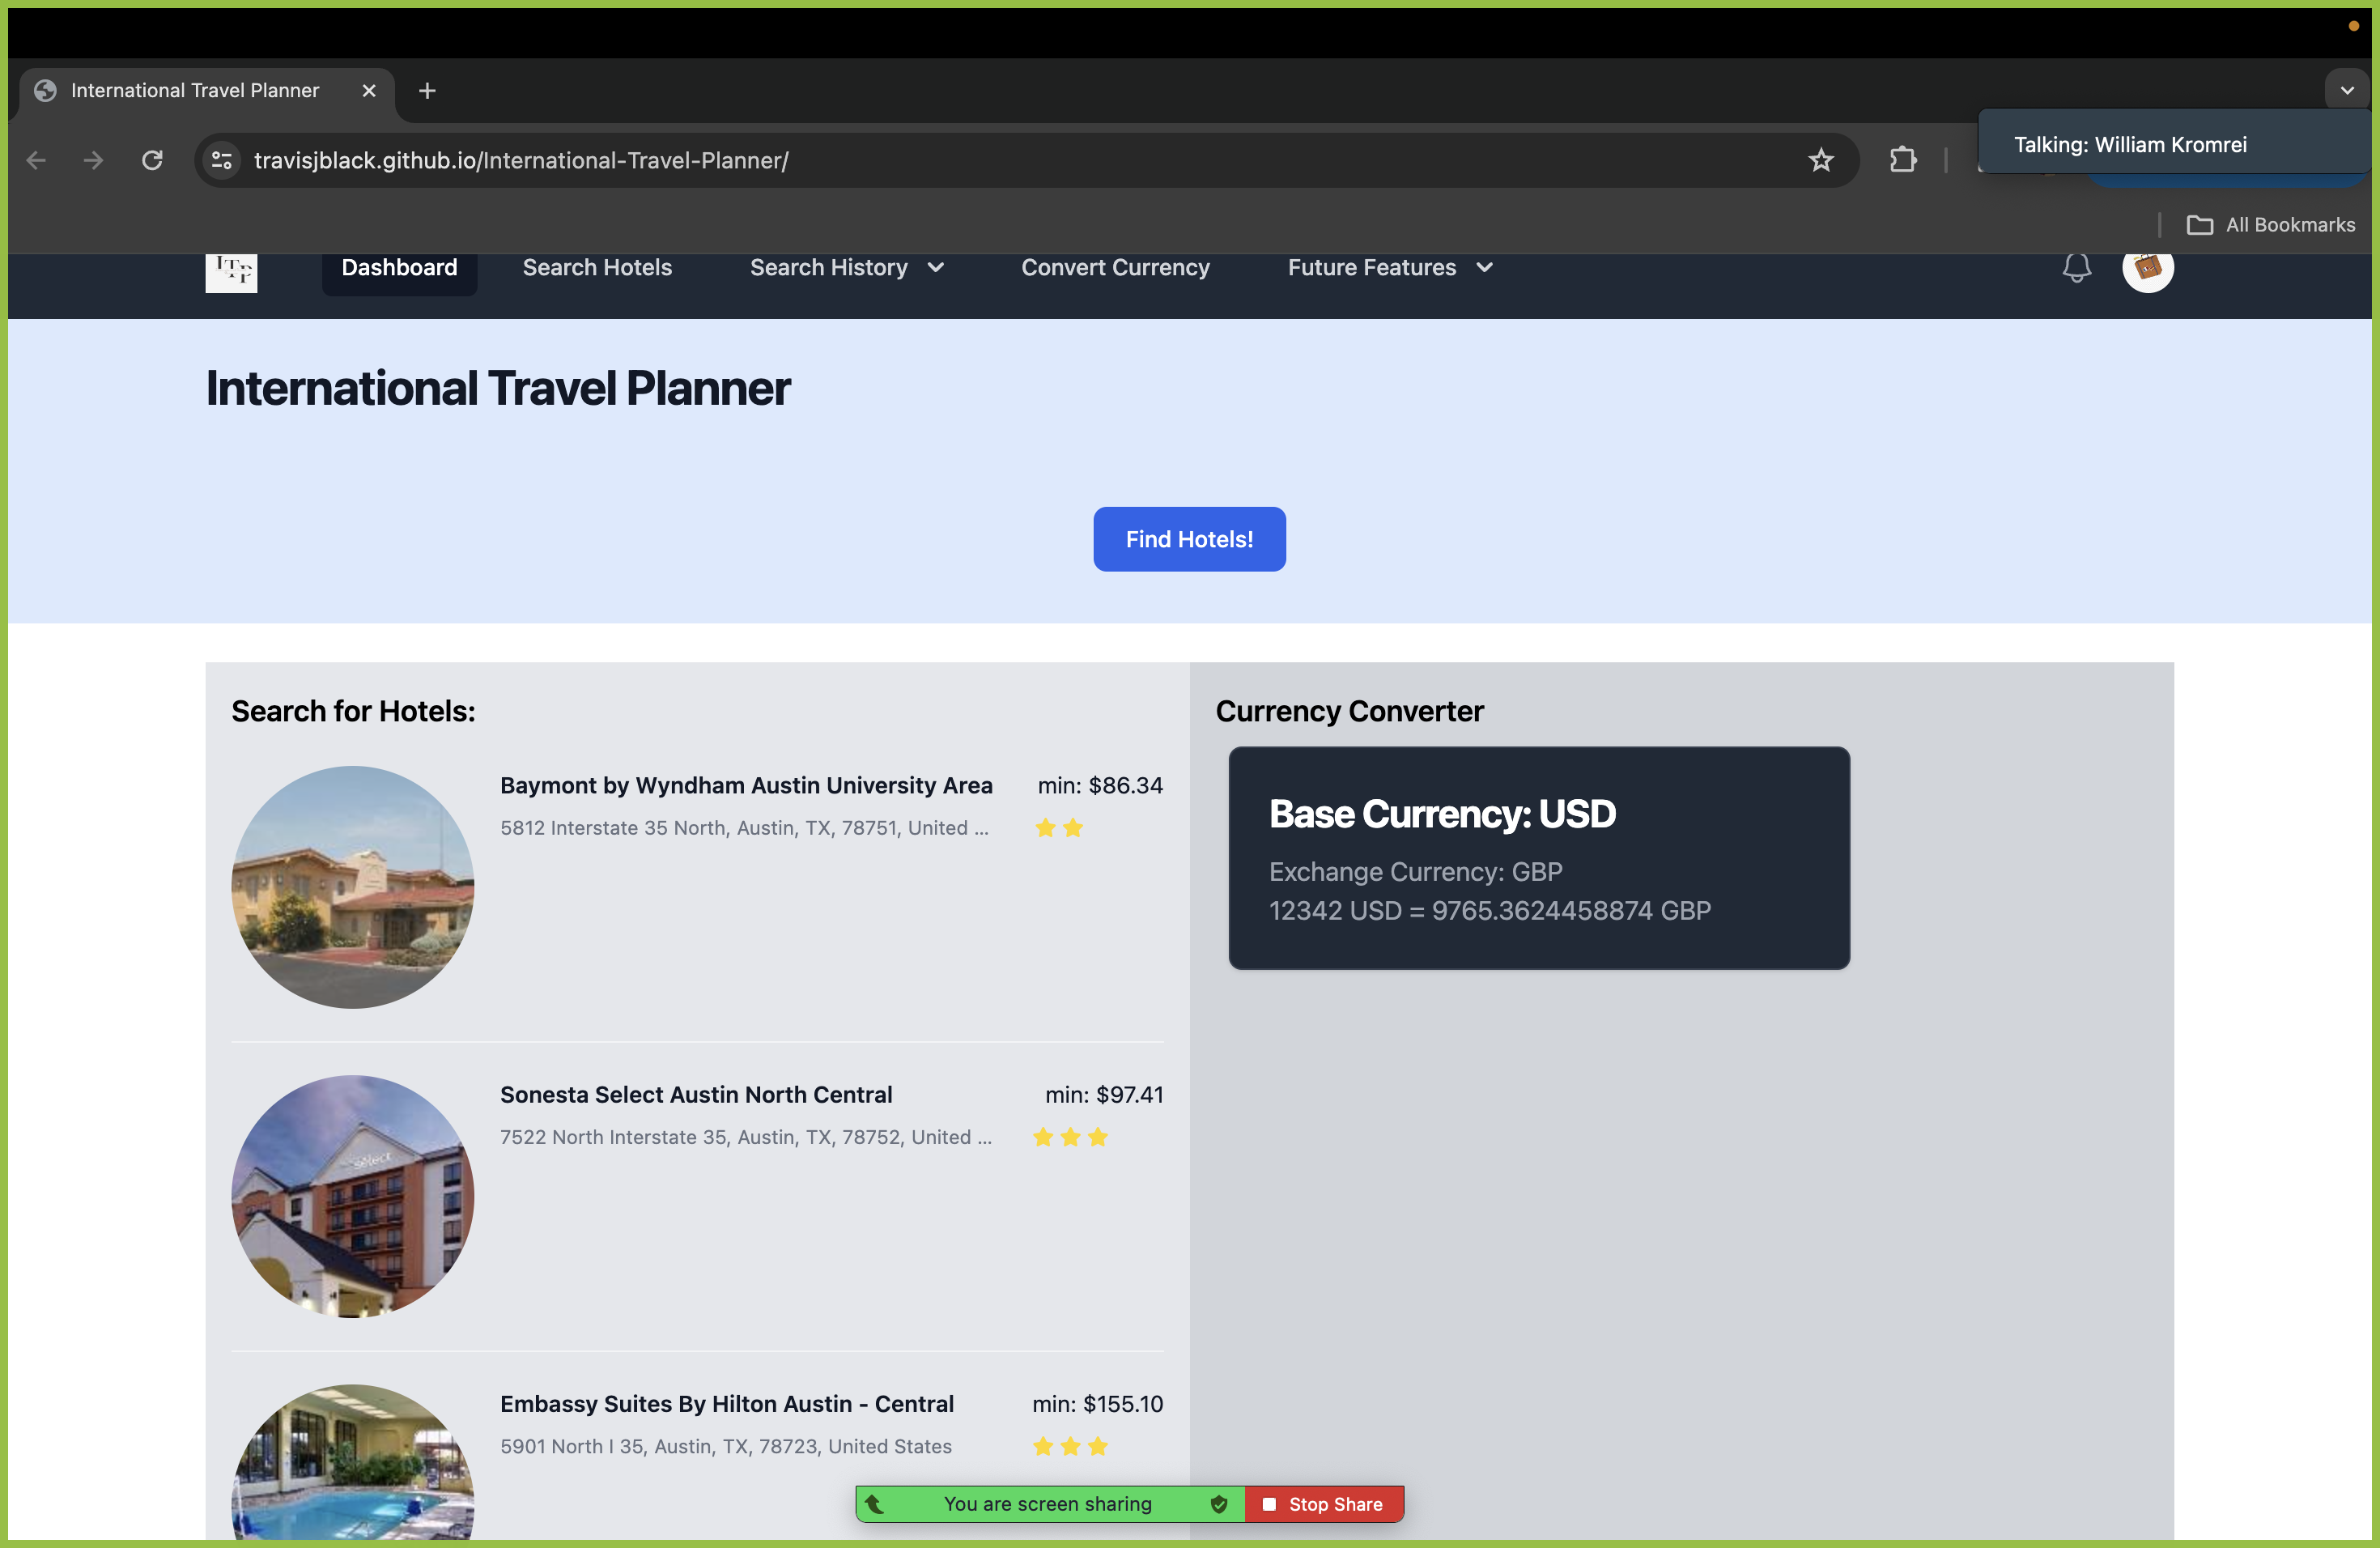 International Travel Planner
Talking: William Kromrei
travisjblack.github.io/International-Travel-Planner/
All Bookmarks
ITP Dashboard Search Hotels Search History Convert Currency Future Features
International Travel Planner
Find Hotels!
Search for Hotels:
Baymont by Wyndham Austin University Area min: $86.34
5812 Interstate 35 North, Austin, TX, 78751, United ...
Sonesta Select Austin North Central min: $97.41
7522 North Interstate 35, Austin, TX, 78752, United ...
select
Embassy Suites By Hilton Austin - Central min: $155.10
5901 North I 35, Austin, TX, 78723, United States
Currency Converter
Base Currency: USD
Exchange Currency: GBP
12342 USD = 9765.3624458874 GBP
You are screen sharing Stop Share